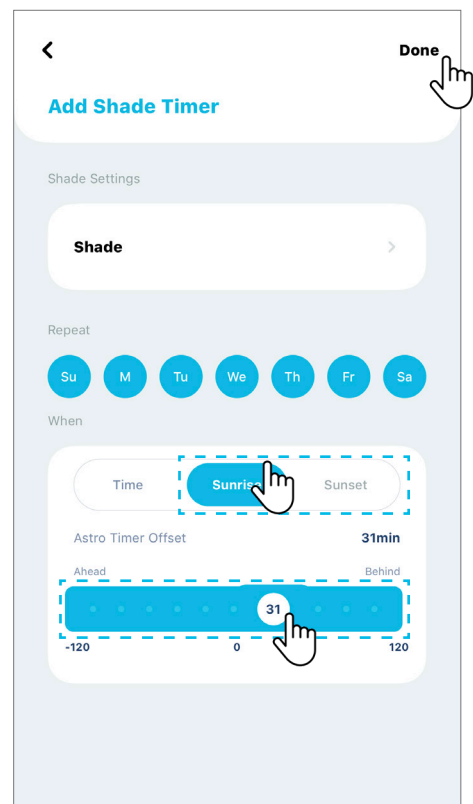 Done
Add Shade Timer
Shade Settings
Shade
Repeat
Su M Tu We Th Fr Sa
When
Time Sunrise Sunset
Astro Timer Offset 31min
Ahead Behind
31
-120 0 120